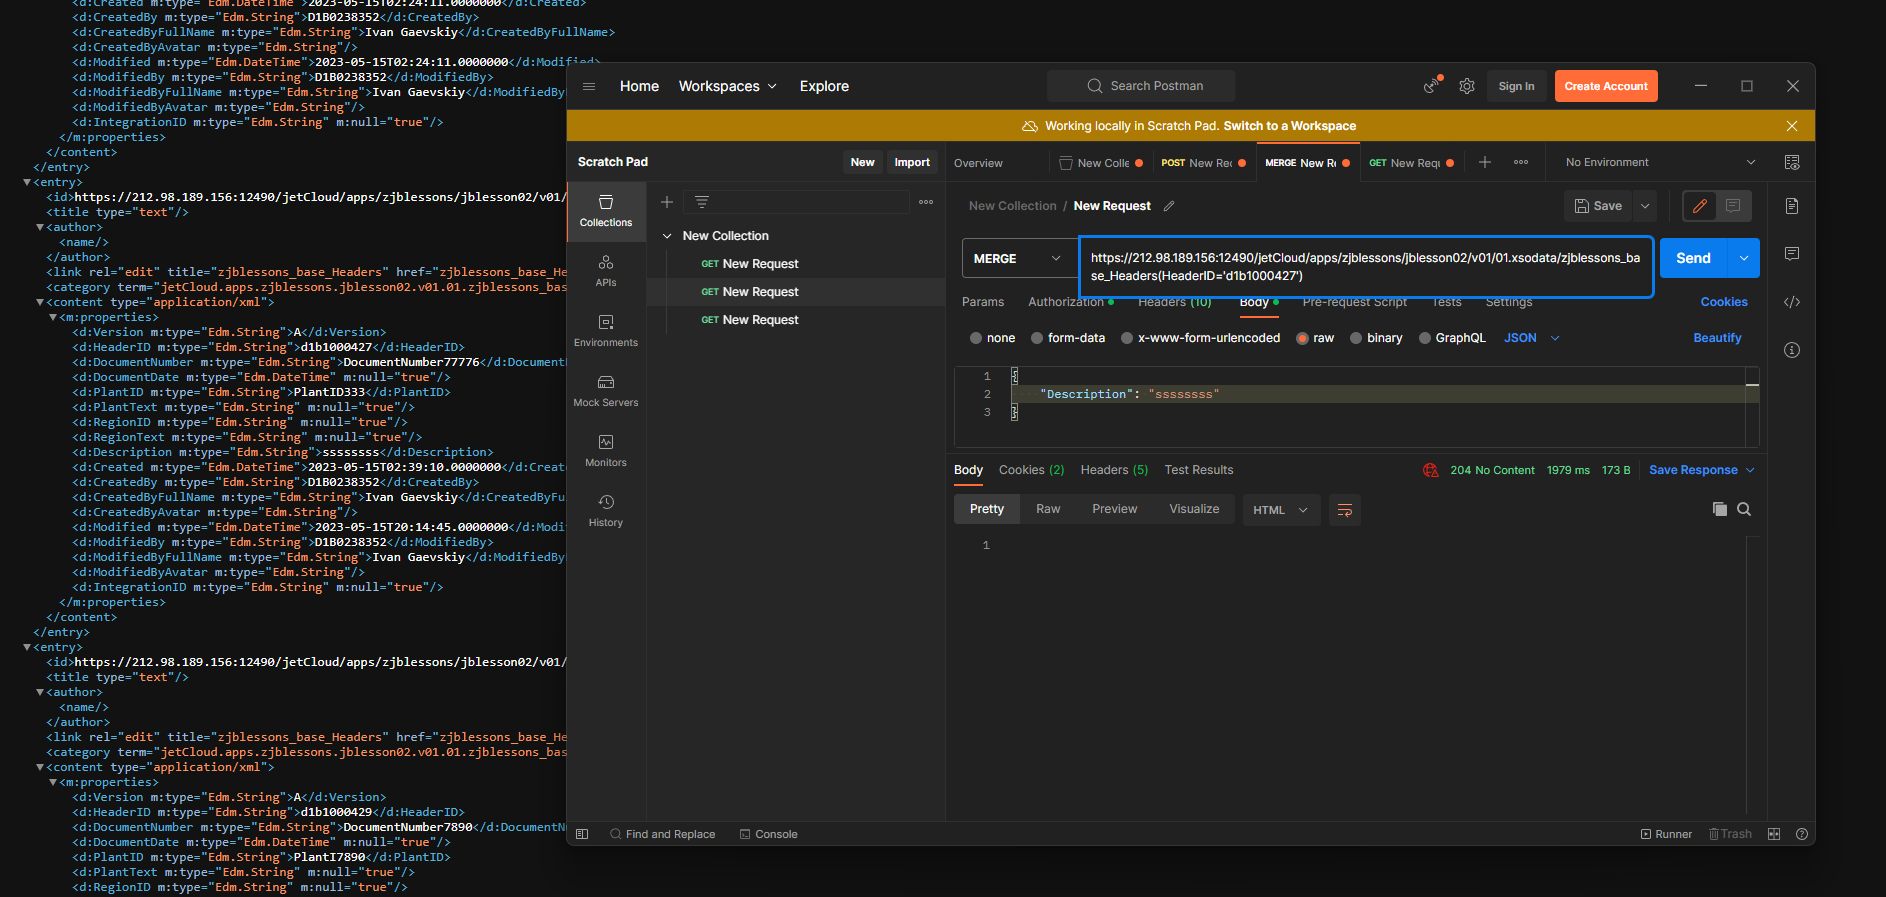 <d:Created m:type="Edm.DateTime">2023-05-15T02:24:11.0000000</d:Created>
<d:CreatedBy m:type="Edm.String">D1B0238352</d:CreatedBy>
<d:CreatedByFullName m:type="Edm.String">Ivan Gaevskiy</d:CreatedByFullName>
<d:CreatedByAvatar m:type="Edm.String"/>
<d:Modified m:type="Edm.DateTime">2023-05-15T02:24:11.0000000</d:Modified>
<d:ModifiedBy m:type="Edm.String">D1B0238352</d:ModifiedBy>
<d:ModifiedByFullName m:type="Edm.String">Ivan Gaevskiy</d:ModifiedByF
<d:ModifiedByAvatar m:type="Edm.String"/>
<d:IntegrationID m:type="Edm.String" m:null="true"/>
</m:properties>
</content>
</entry>
▼<entry>
<id>https://212.98.189.156:12490/jetCloud/apps/zjblessons/jblesson02/v01/
<title type="text"/>
▼<author>
<name/>
</author>
<link rel="edit" title="zjblessons_base_Headers" href="zjblessons_base_He
<category term="jetCloud.apps.zjblessons.jblesson02.v01.01.zjblessons_bas
▼<content type="application/xml">
▼<m:properties>
<d:Version m:type="Edm.String">A</d:Version>
<d:HeaderID m:type="Edm.String">d1b1000427</d:HeaderID>
<d:DocumentNumber m:type="Edm.String">DocumentNumber77776</d:Document
<d:DocumentDate m:type="Edm.DateTime" m:null="true"/>
<d:PlantID m:type="Edm.String">PlantID333</d:PlantID>
<d:PlantText m:type="Edm.String" m:null="true"/>
<d:RegionID m:type="Edm.String" m:null="true"/>
<d:RegionText m:type="Edm.String" m:null="true"/>
<d:Description m:type="Edm.String">ssssssss</d:Description>
<d:Created m:type="Edm.DateTime">2023-05-15T02:39:10.0000000</d:Creat
<d:CreatedBy m:type="Edm.String">D1B0238352</d:CreatedBy>
<d:CreatedByFullName m:type="Edm.String">Ivan Gaevskiy</d:CreatedByFu
<d:CreatedByAvatar m:type="Edm.String"/>
<d:Modified m:type="Edm.DateTime">2023-05-15T20:14:45.0000000</d:Modi
<d:ModifiedBy m:type="Edm.String">D1B0238352</d:ModifiedBy>
<d:ModifiedByFullName m:type="Edm.String">Ivan Gaevskiy</d:ModifiedBy
<d:ModifiedByAvatar m:type="Edm.String"/>
<d:IntegrationID m:type="Edm.String" m:null="true"/>
</m:properties>
</content>
</entry>
▼<entry>
<id>https://212.98.189.156:12490/jetCloud/apps/zjblessons/jblesson02/v01/
<title type="text"/>
▼<author>
<name/>
</author>
<link rel="edit" title="zjblessons_base_Headers" href="zjblessons_base_He
<category term="jetCloud.apps.zjblessons.jblesson02.v01.01.zjblessons_bas
▼<content type="application/xml">
▼<m:properties>
<d:Version m:type="Edm.String">A</d:Version>
<d:HeaderID m:type="Edm.String">d1b1000429</d:HeaderID>
<d:DocumentNumber m:type="Edm.String">DocumentNumber7890</d:DocumentN
<d:DocumentDate m:type="Edm.DateTime" m:null="true"/>
<d:PlantID m:type="Edm.String">PlantI7890</d:PlantID>
<d:PlantText m:type="Edm.String" m:null="true"/>
<d:RegionID m:type="Edm.String" m:null="true"/>
Home Workspaces Explore Search Postman Sign In Create Account
Working locally in Scratch Pad. Switch to a Workspace
Scratch Pad New Import
Overview New Colle POST New Rec MERGE New Re GET New Requ No Environment
Collections
APIs
Environments
Mock Servers
Monitors
History
New Collection
GET New Request
GET New Request
GET New Request
New Collection / New Request Save
MERGE
https://212.98.189.156:12490/jetCloud/apps/zjblessons/jblesson02/v01/01.xsodata/zjblessons_ba
se_Headers(HeaderID='d1b1000427')
Send
Params Authorization Headers (10) Body Pre-request Script Tests Settings Cookies
none form-data x-www-form-urlencoded raw binary GraphQL JSON Beautify
1 {
2 "Description": "ssssssss"
3 }
Body Cookies (2) Headers (5) Test Results 204 No Content 1979 ms 173 B Save Response
Pretty Raw Preview Visualize HTML
1
Find and Replace Console Runner Trash